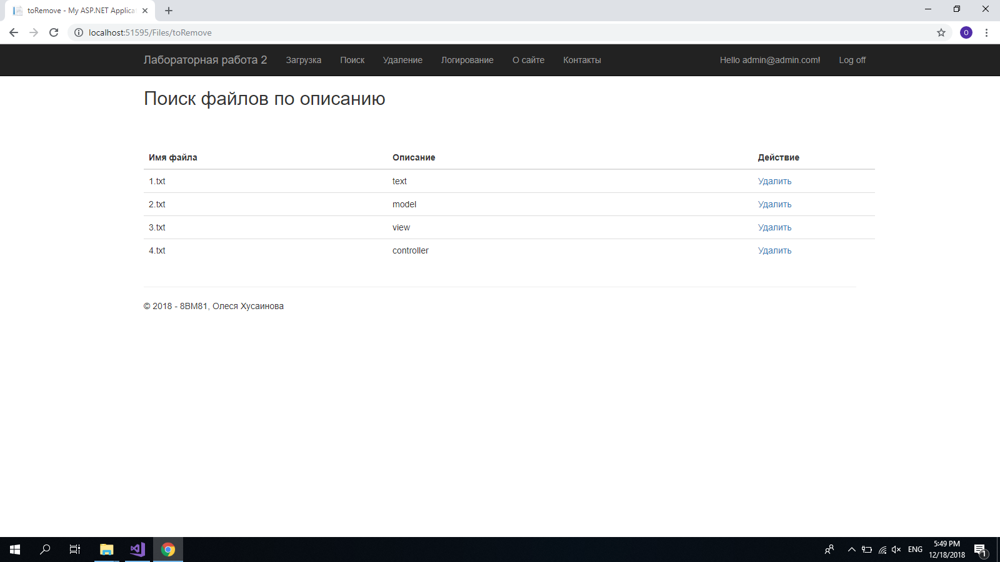 toRemove - My ASP.NET Applica
localhost:51595/Files/toRemove
O
Лабораторная работа 2 Загрузка Поиск Удаление Логирование О сайте Контакты Hello admin@admin.com! Log off
Поиск файлов по описанию
Имя файла Описание Действие
1.txt text Удалить
2.txt model Удалить
3.txt view Удалить
4.txt controller Удалить
© 2018 - 8ВМ81, Олеся Хусаинова
ENG
5:49 PM
12/18/2018
1